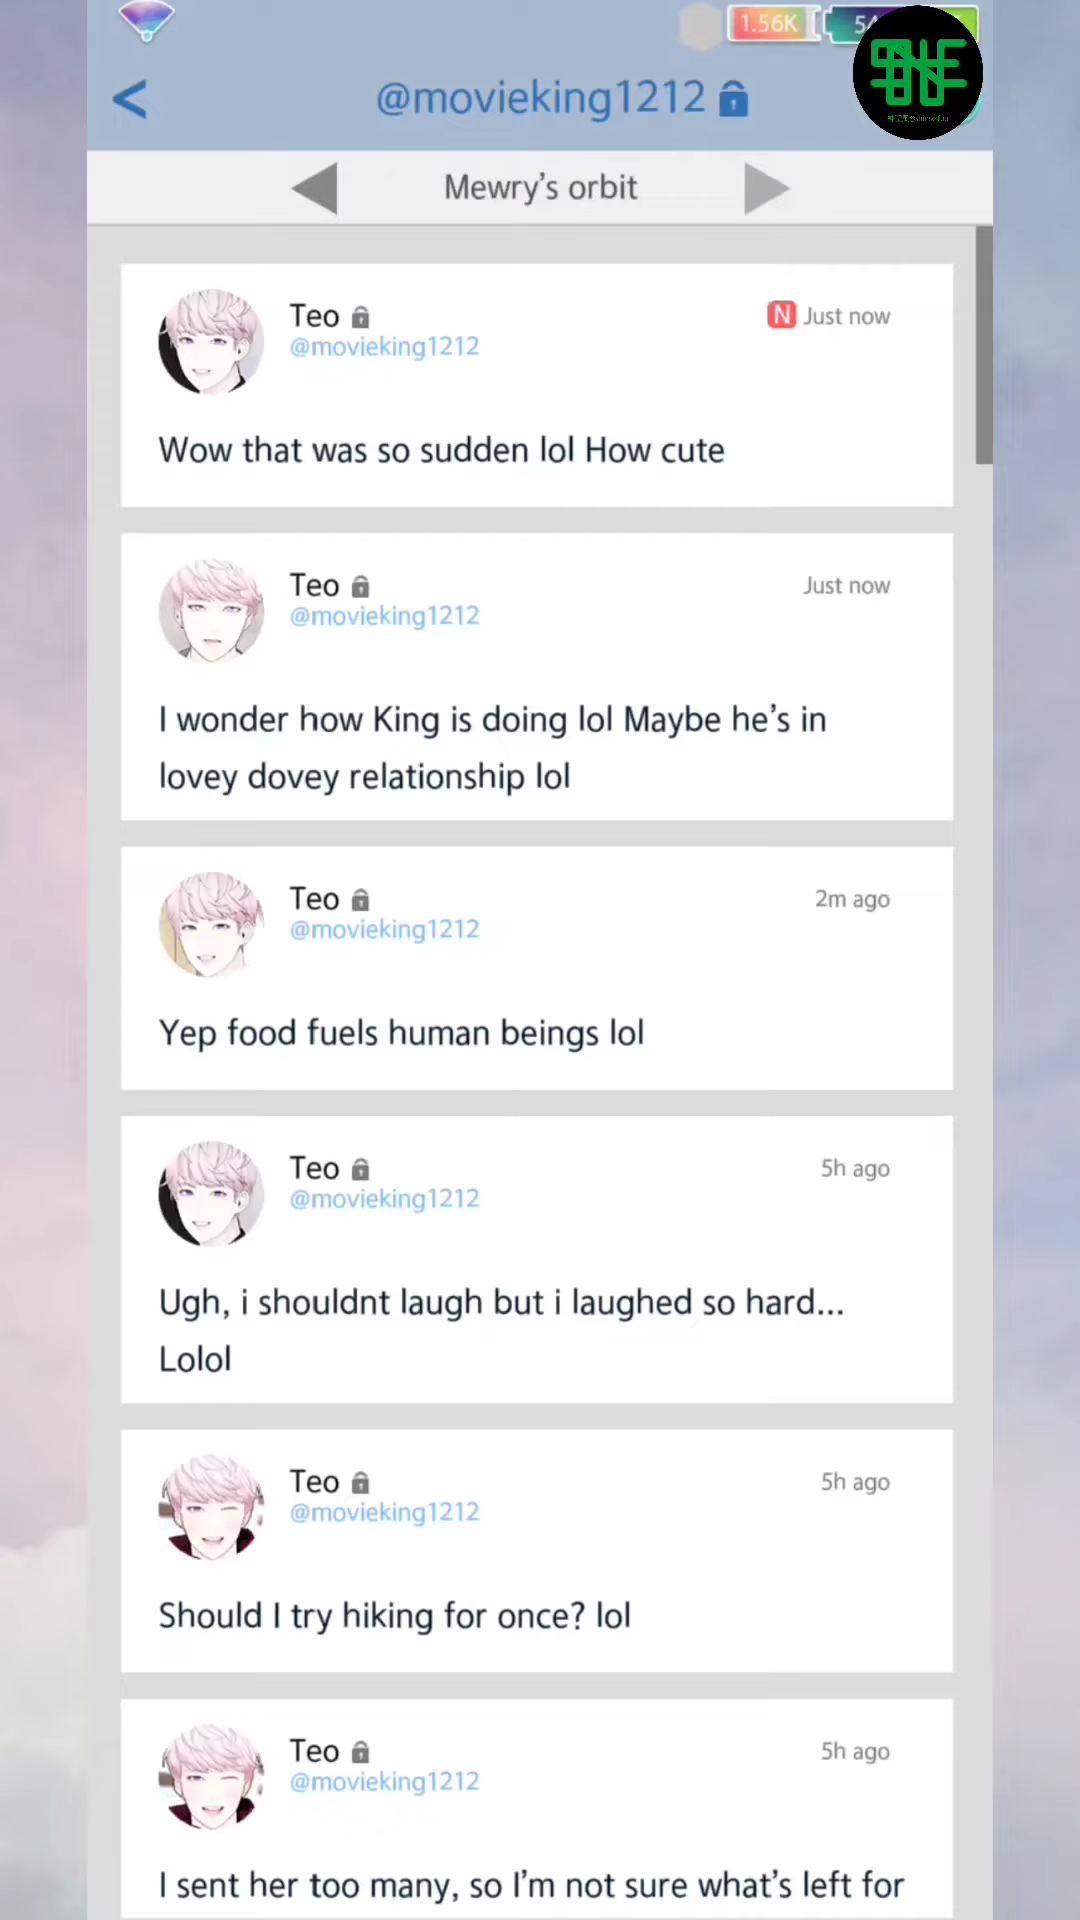 1.56K
@movieking1212
Mewry’s orbit
Teo
N Just now
@movieking1212
Wow that was so sudden lol How cute
Teo
Just now
@movieking1212
I wonder how King is doing lol Maybe he’s in
lovey dovey relationship lol
Teo
2m ago
@movieking1212
Yep food fuels human beings lol
Teo
5h ago
@movieking1212
Ugh, i shouldnt laugh but i laughed so hard...
Lolol
Teo
5h ago
@movieking1212
Should I try hiking for once? lol
Teo
5h ago
@movieking1212
I sent her too many, so I’m not sure what’s left for